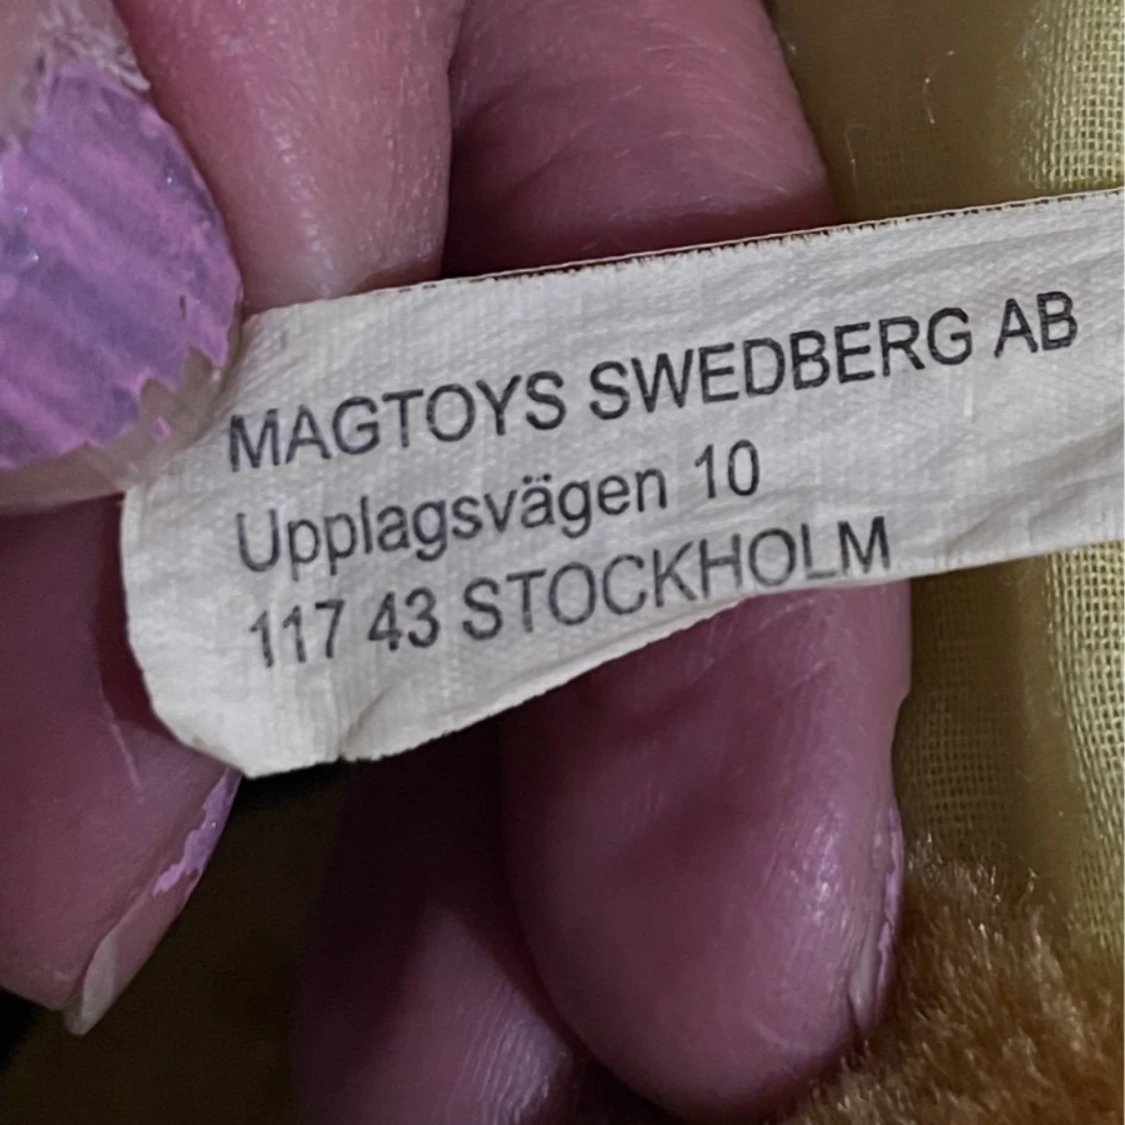 MAGTOYS SWEDBERG AB
Upplagsvägen 10
117 43 STOCKHOLM